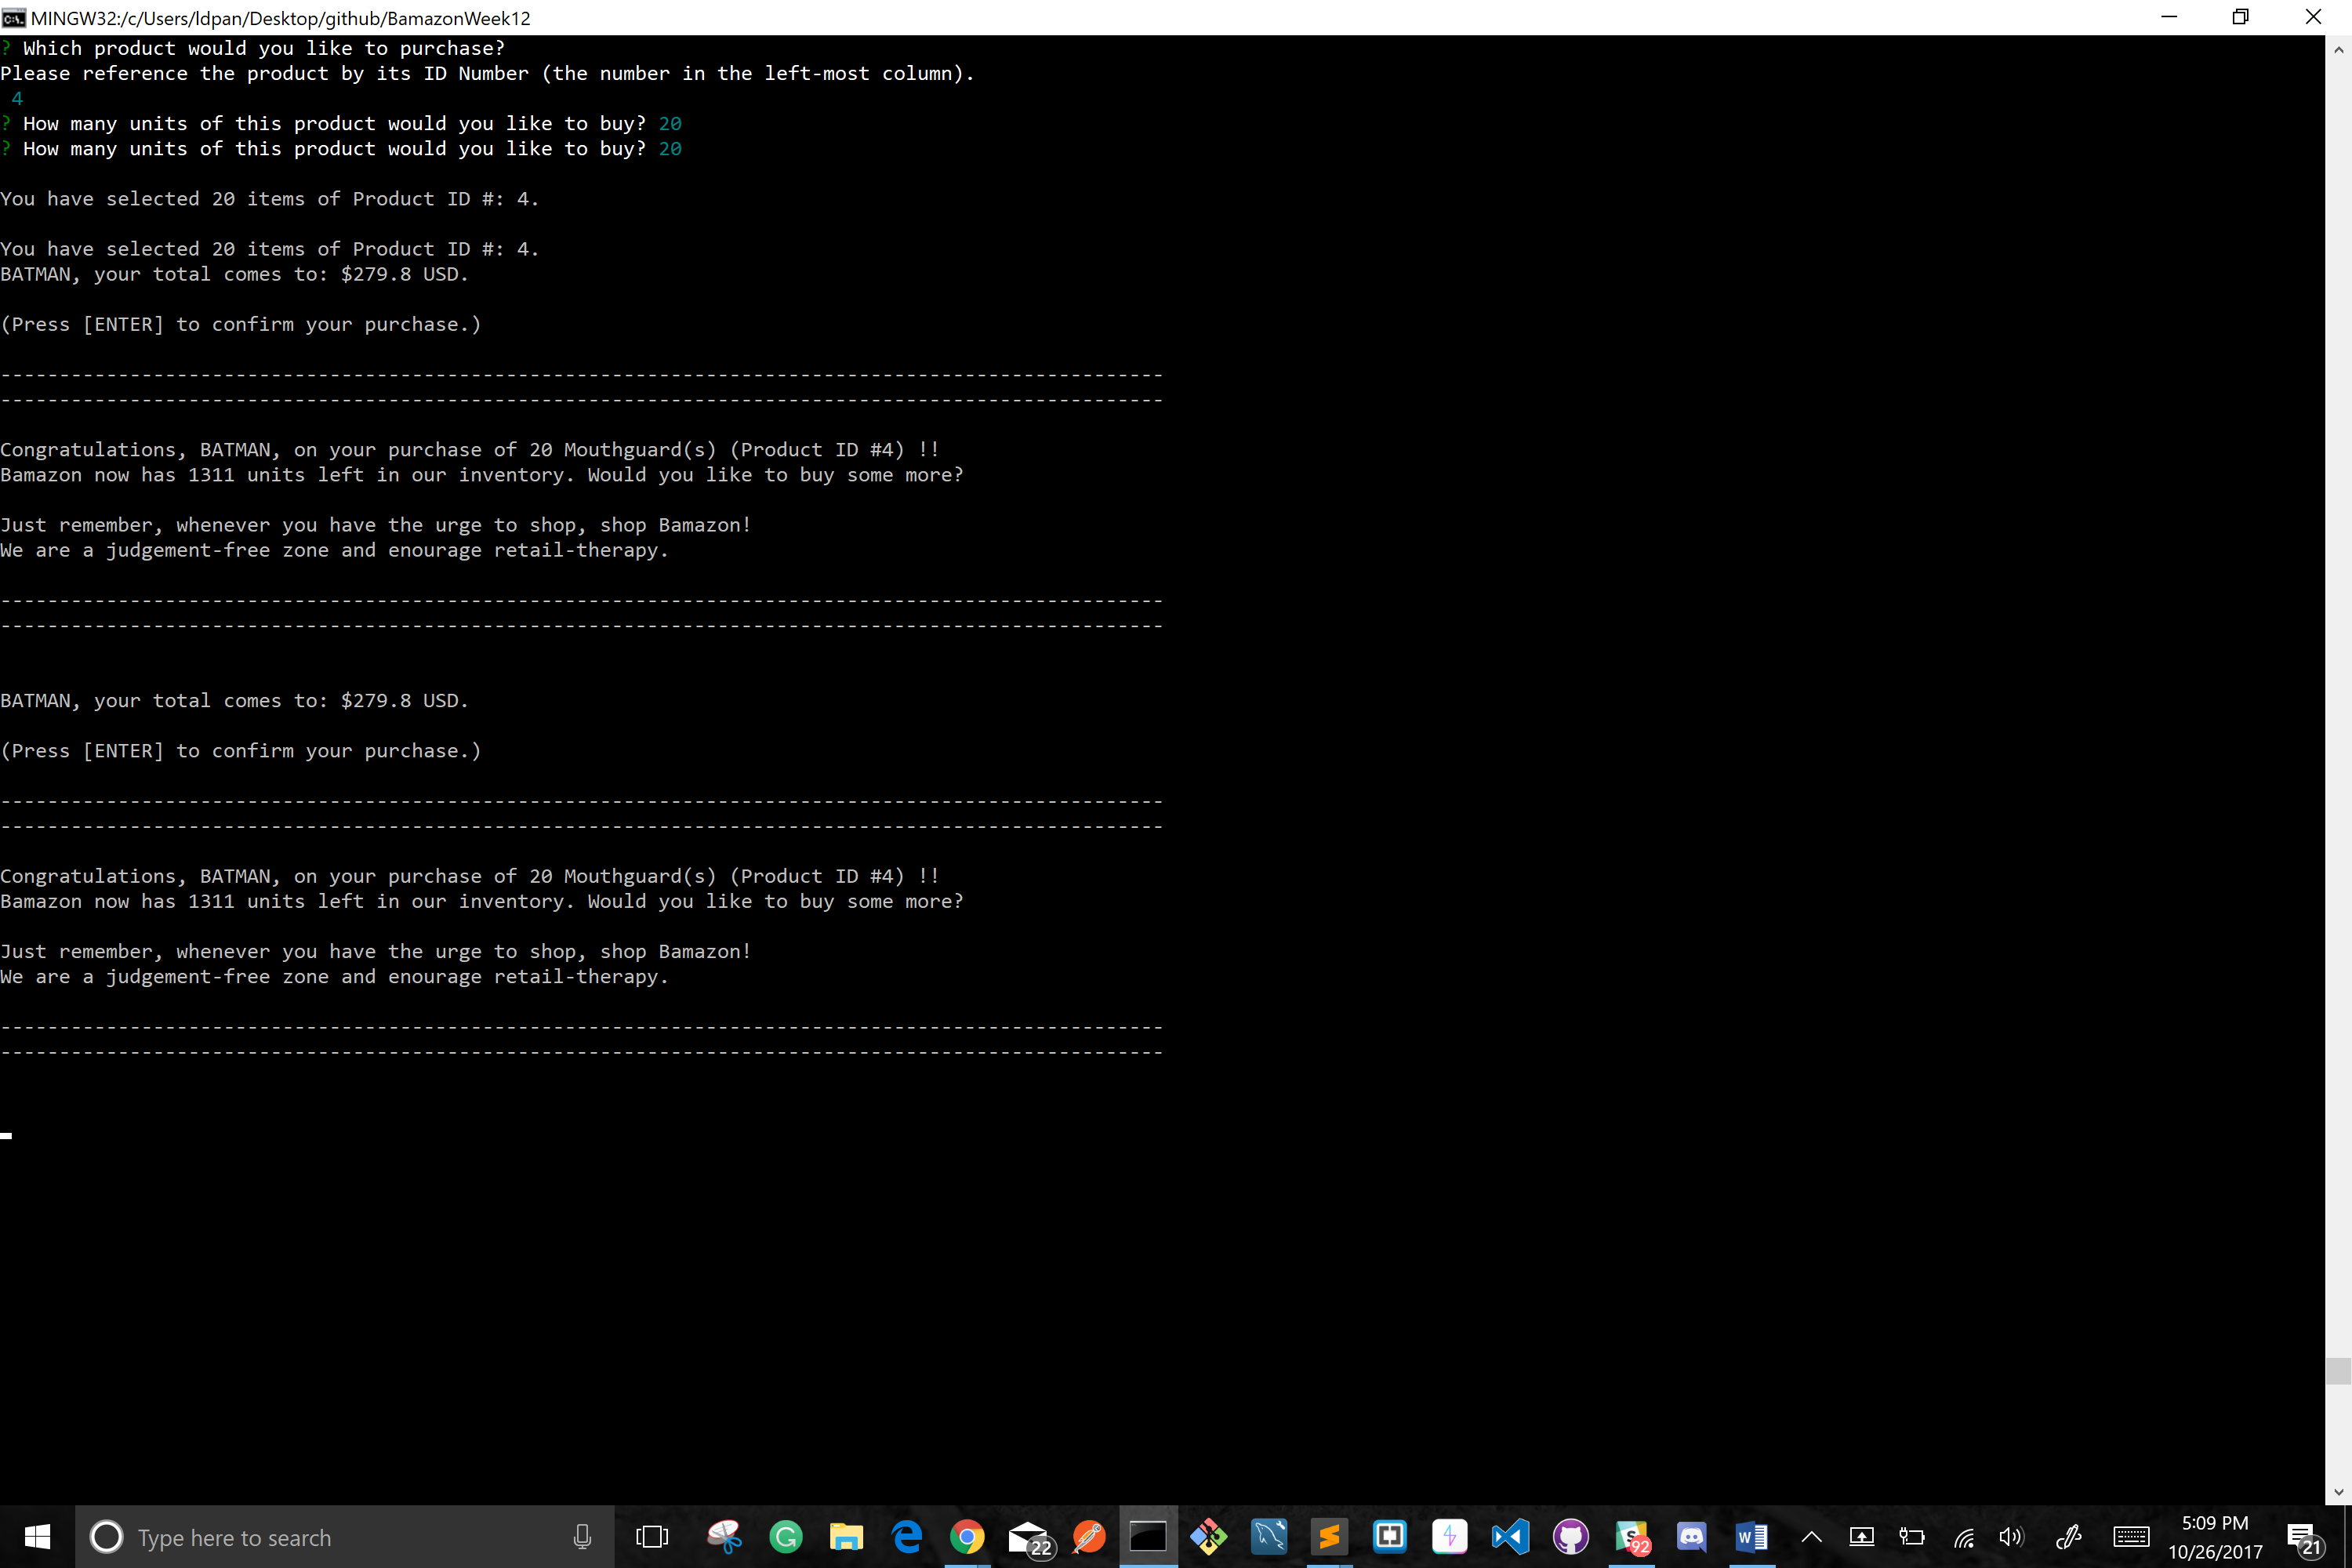 MINGW32:/c/Users/ldpan/Desktop/github/BamazonWeek12
? Which product would you like to purchase?
Please reference the product by its ID Number (the number in the left-most column).
4
? How many units of this product would you like to buy? 20
? How many units of this product would you like to buy? 20
You have selected 20 items of Product ID #: 4.
You have selected 20 items of Product ID #: 4.
BATMAN, your total comes to: $279.8 USD.
(Press [ENTER] to confirm your purchase.)
---------------------------------------------------------------------------------------------------
---------------------------------------------------------------------------------------------------
Congratulations, BATMAN, on your purchase of 20 Mouthguard(s) (Product ID #4) !!
Bamazon now has 1311 units left in our inventory. Would you like to buy some more?
Just remember, whenever you have the urge to shop, shop Bamazon!
We are a judgement-free zone and enourage retail-therapy.
---------------------------------------------------------------------------------------------------
---------------------------------------------------------------------------------------------------
BATMAN, your total comes to: $279.8 USD.
(Press [ENTER] to confirm your purchase.)
---------------------------------------------------------------------------------------------------
---------------------------------------------------------------------------------------------------
Congratulations, BATMAN, on your purchase of 20 Mouthguard(s) (Product ID #4) !!
Bamazon now has 1311 units left in our inventory. Would you like to buy some more?
Just remember, whenever you have the urge to shop, shop Bamazon!
We are a judgement-free zone and enourage retail-therapy.
---------------------------------------------------------------------------------------------------
---------------------------------------------------------------------------------------------------
Type here to search
22
92
5:09 PM
10/26/2017
21